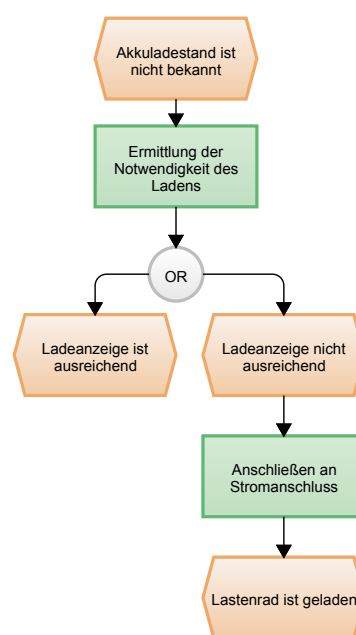 Akkuladestand ist
nicht bekannt
Ermittlung der
Notwendigkeit des
Ladens
OR
Ladeanzeige ist
ausreichend
Ladeanzeige nicht
ausreichend
Anschließen an
Stromanschluss
Lastenrad ist geladen